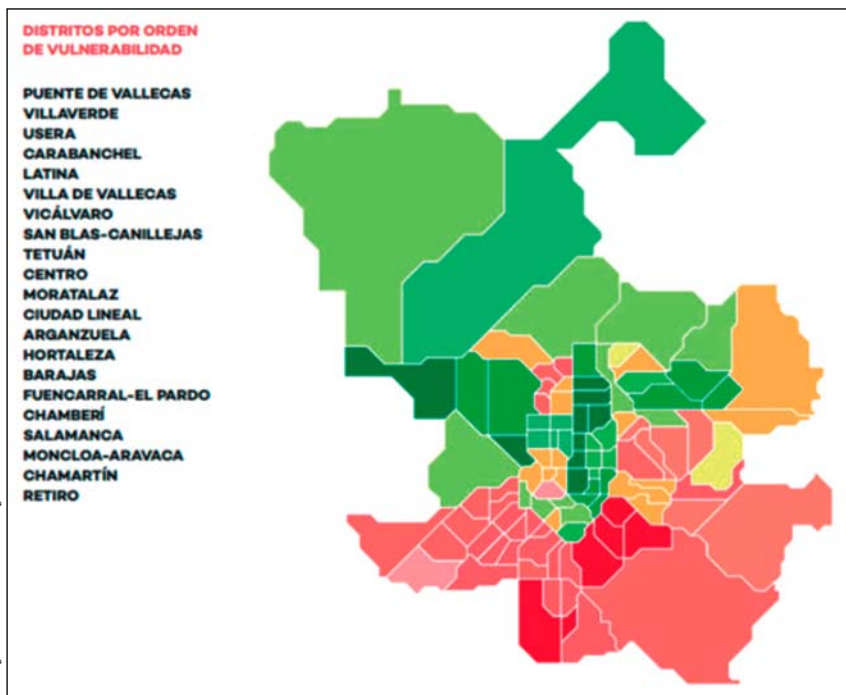 DISTRITOS POR ORDEN
DE VULNERABILIDAD
PUENTE DE VALLECAS
VILLAVERDE
USERA
CARABANCHEL
LATINA
VILLA DE VALLECAS
VICÁLVARO
SAN BLAS-CANILLEJAS
TETUÁN
CENTRO
MORATALAZ
CIUDAD LINEAL
ARGANZUELA
HORTALEZA
BARAJAS
FUENCARRAL-EL PARDO
CHAMBERÍ
SALAMANCA
MONCLOA-ARAVACA
CHAMARTÍN
RETIRO